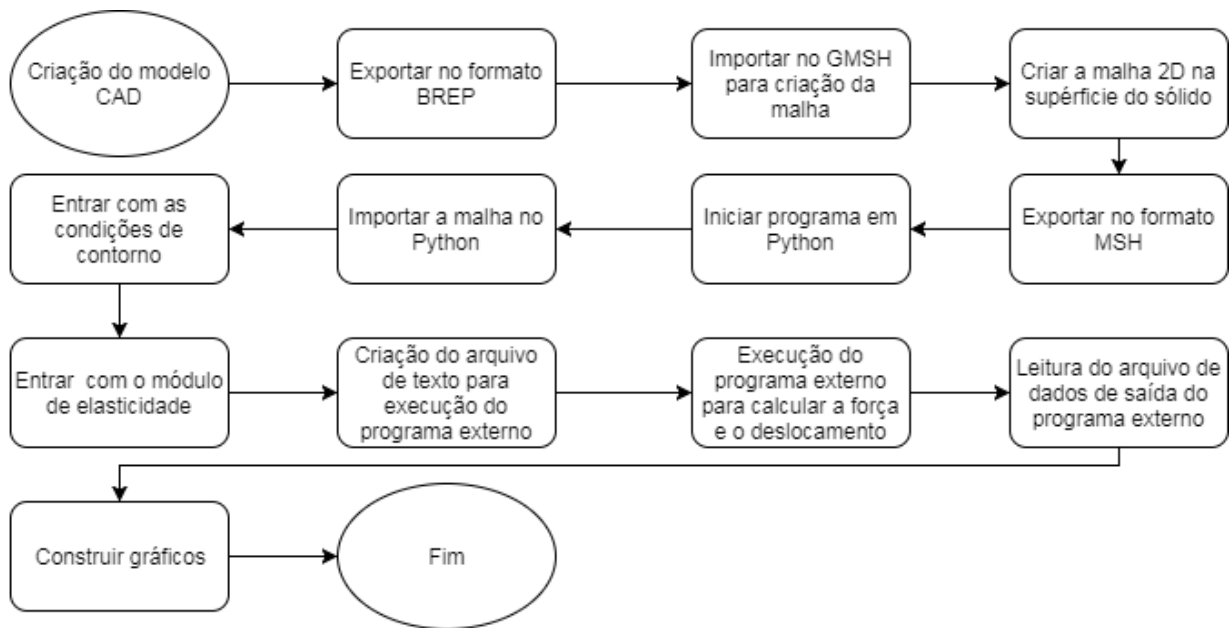 Criação do modelo
CAD
Exportar no formato
BREP
Importar no GMSH
para criação da
malha
Criar a malha 2D na
supérficie do sólido
Entrar com as
condições de
contorno
Importar a malha no
Python
Iniciar programa em
Python
Exportar no formato
MSH
Entrar com o módulo
de elasticidade
Criação do arquivo
de texto para
execução do
programa externo
Execução do
programa externo
para calcular a força
e o deslocamento
Leitura do arquivo de
dados de saída do
programa externo
Construir gráficos
Fim